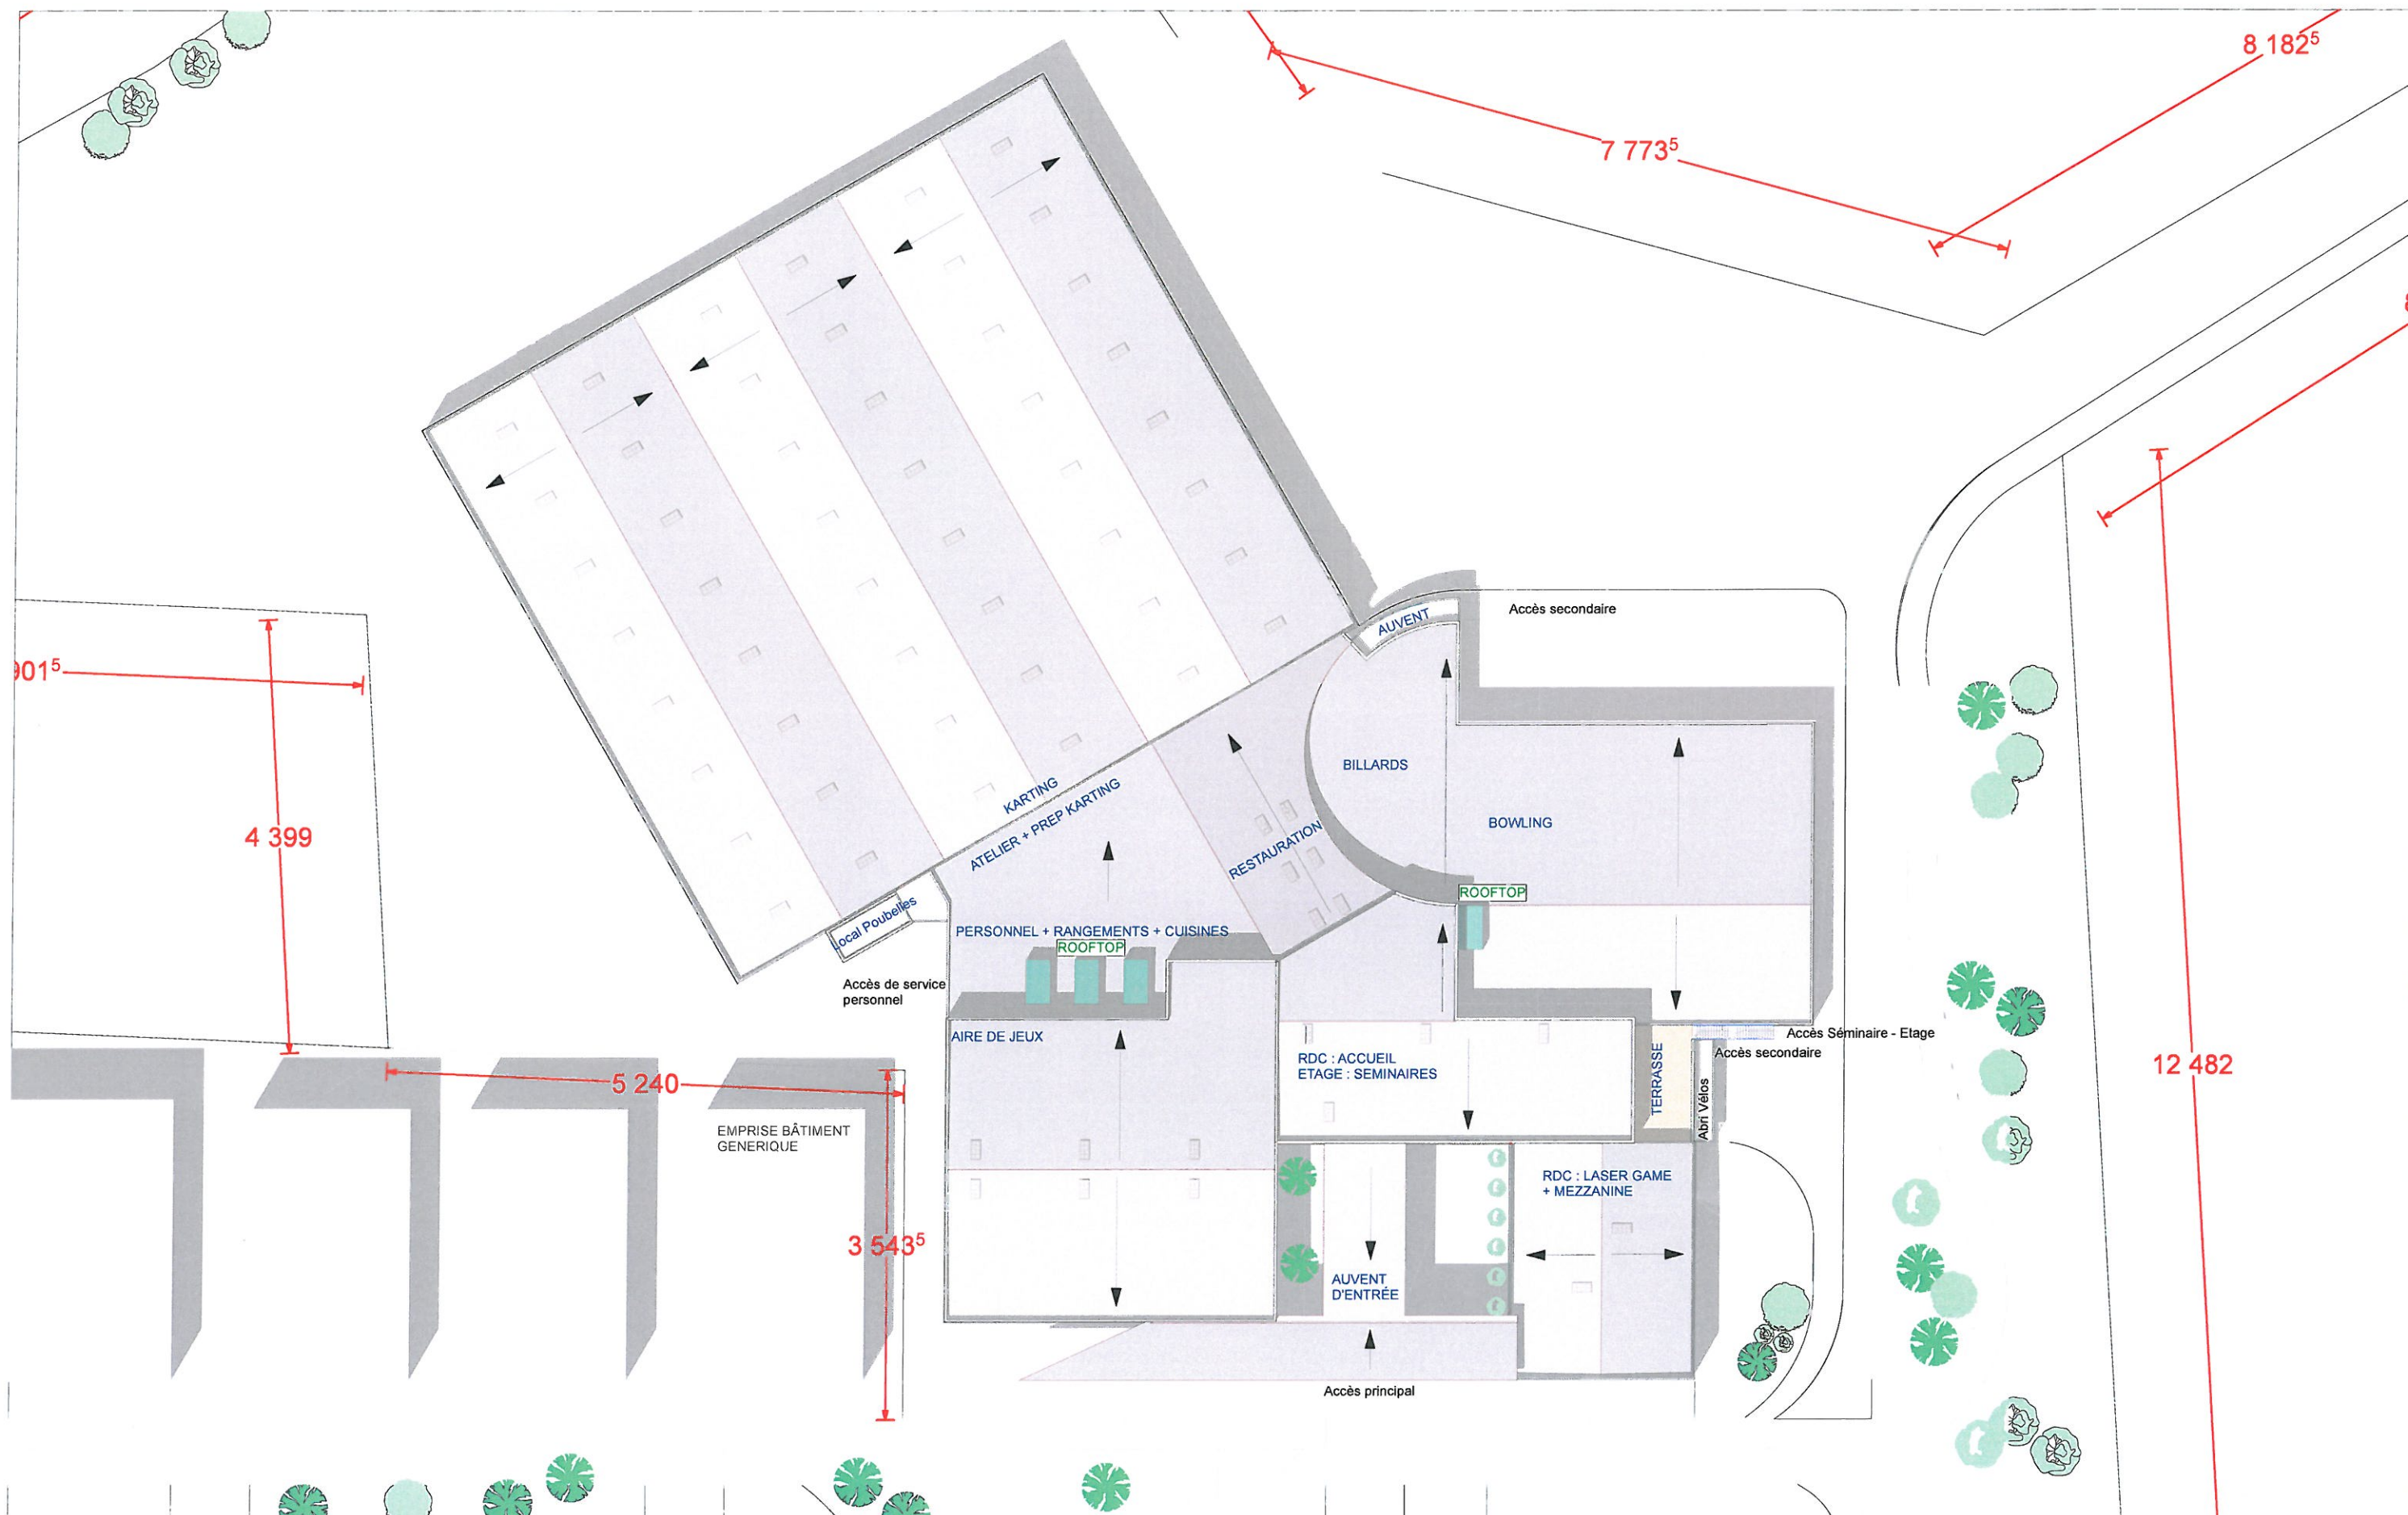 8 182⁵
7 773⁵
AUVENT
Accès secondaire
901⁵
BILLARDS
KARTING
ATELIER + PREP KARTING
BOWLING
4 399
RESTAURATION
ROOFTOP
Local Poubelles
PERSONNEL + RANGEMENTS + CUISINES
ROOFTOP
Accès de service
personnel
AIRE DE JEUX
Accès Séminaire - Etage
Accès secondaire
RDC : ACCUEIL
ETAGE : SEMINAIRES
TERRASSE
Abri Vélos
12 482
5 240
EMPRISE BÂTIMENT
GENERIQUE
RDC : LASER GAME
+ MEZZANINE
3 543⁵
AUVENT
D'ENTRÉE
Accès principal